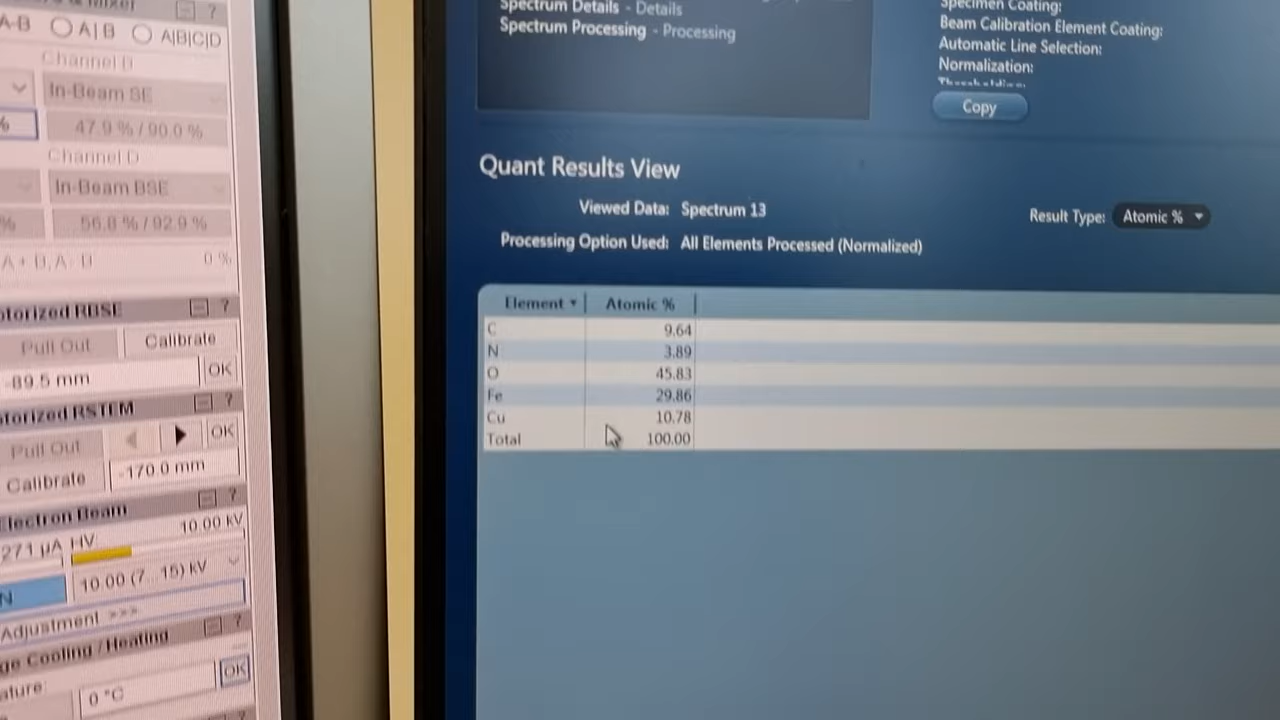 A-B A|B A|B|C|D
Channel B
In-Beam SE
47.9 % / 90.0 %
Channel D
In-Beam BSE
56.8 % / 92.9 %
0 %
otorized RBSE
Pull Out Calibrate
-89.5 mm OK
otorized RSTEM
Pull Out OK
Calibrate -170.0 mm
Electron Beam
10.00 kV
271 µA HV:
10.00 (7 15) kV
Adjustment >>>
ge Cooling / Heating
OK
ature: 0 °C
Spectrum Details - Details
Spectrum Processing - Processing
Specimen Coating:
Beam Calibration Element Coating:
Automatic Line Selection:
Normalization:
Copy
Quant Results View
Viewed Data: Spectrum 13
Result Type: Atomic %
Processing Option Used: All Elements Processed (Normalized)
Element Atomic %
C 9.64
N 3.89
O 45.83
Fe 29.86
Cu 10.78
Total 100.00